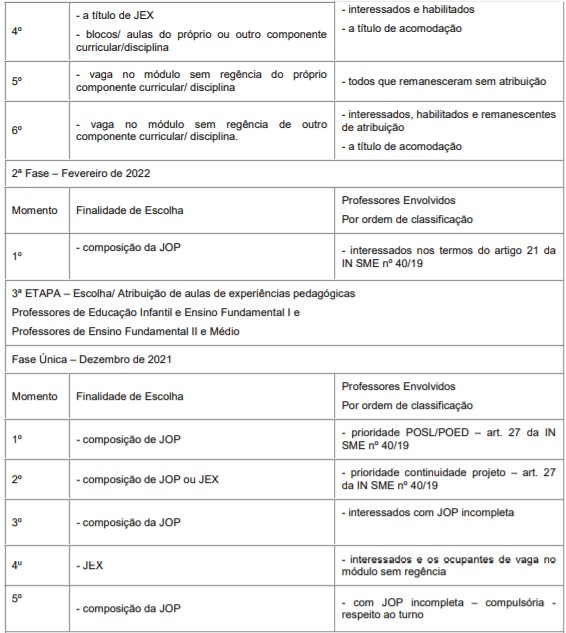 4º
- a título de JEX
- blocos/ aulas do próprio ou outro componente
curricular/disciplina
- interessados e habilitados
- a título de acomodação
5º
- vaga no módulo sem regência do próprio
componente curricular/ disciplina
- todos que remanesceram sem atribuição
6º
- vaga no módulo sem regência de outro
componente curricular/ disciplina.
- interessados, habilitados e remanescentes
de atribuição
- a título de acomodação
2ª Fase – Fevereiro de 2022
Momento
Finalidade de Escolha
Professores Envolvidos
Por ordem de classificação
1º
- composição da JOP
- interessados nos termos do artigo 21 da
IN SME nº 40/19
3ª ETAPA – Escolha/ Atribuição de aulas de experiências pedagógicas
Professores de Educação Infantil e Ensino Fundamental I e
Professores de Ensino Fundamental II e Médio
Fase Única – Dezembro de 2021
Momento
Finalidade de Escolha
Professores Envolvidos
Por ordem de classificação
1º
- composição de JOP
- prioridade POSL/POED – art. 27 da IN
SME nº 40/19
2º
- composição de JOP ou JEX
- prioridade continuidade projeto – art. 27
da IN SME nº 40/19
3º
- composição da JOP
- interessados com JOP incompleta
4º
- JEX
- interessados e os ocupantes de vaga no
módulo sem regência
5º
- composição da JOP
- com JOP incompleta – compulsória -
respeito ao turno